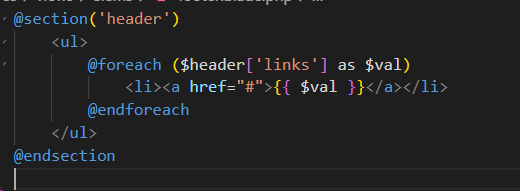 @section('header')
<ul>
@foreach ($header['links'] as $val)
<li><a href="#">{{ $val }}</a></li>
@endforeach
</ul>
@endsection